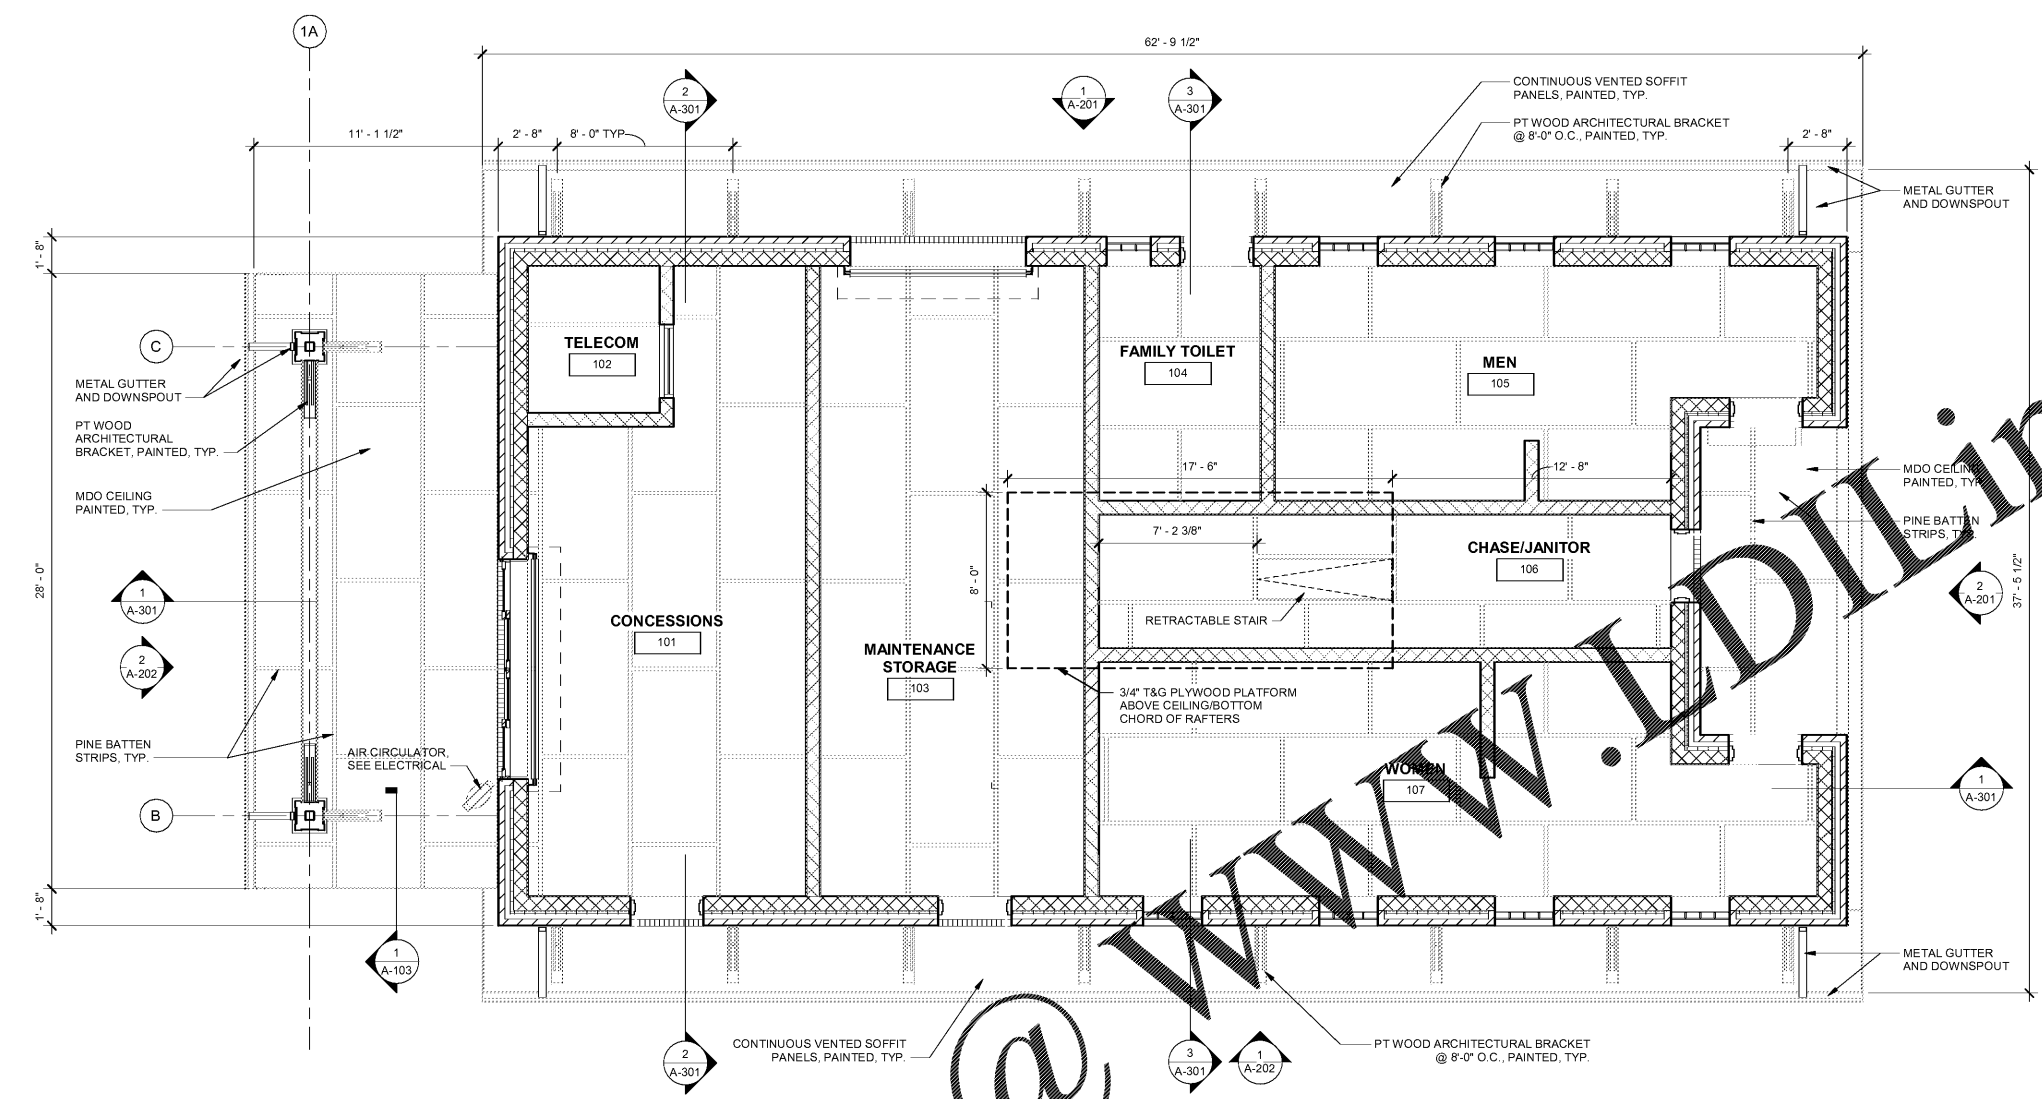 1A
62' - 9 1/2"
2
A-301
1
A-201
3
A-301
CONTINUOUS VENTED SOFFIT
PANELS, PAINTED, TYP.
PT WOOD ARCHITECTURAL BRACKET
@ 8'-0" O.C., PAINTED, TYP.
11' - 1 1/2"
2' - 8"
8' - 0" TYP
2' - 8"
METAL GUTTER
AND DOWNSPOUT
1' - 8"
C
TELECOM
102
FAMILY TOILET
104
MEN
105
METAL GUTTER
AND DOWNSPOUT
PT WOOD
ARCHITECTURAL
BRACKET, PAINTED, TYP.
MDO CEILING
PAINTED, TYP.
17' - 6"
12' - 8"
MDO CEILING
PAINTED, TYP
PINE BATTEN
STRIPS, TYP.
7' - 2 3/8"
CHASE/JANITOR
106
8' - 0"
28' - 0"
37' - 5 1/2"
1
A-301
2
A-201
CONCESSIONS
101
RETRACTABLE STAIR
MAINTENANCE
STORAGE
103
2
A-202
3/4" T&G PLYWOOD PLATFORM
ABOVE CEILING/BOTTOM
CHORD OF RAFTERS
PINE BATTEN
STRIPS, TYP.
AIR CIRCULATOR,
SEE ELECTRICAL
WOMEN
107
1
A-301
B
1' - 8"
1
A-103
METAL GUTTER
AND DOWNSPOUT
CONTINUOUS VENTED SOFFIT
PANELS, PAINTED, TYP.
2
A-301
3
A-301
1
A-202
PT WOOD ARCHITECTURAL BRACKET
@ 8'-0" O.C., PAINTED, TYP.
@ www.LDILin